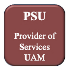 PSU
Provider of
Services
UAM